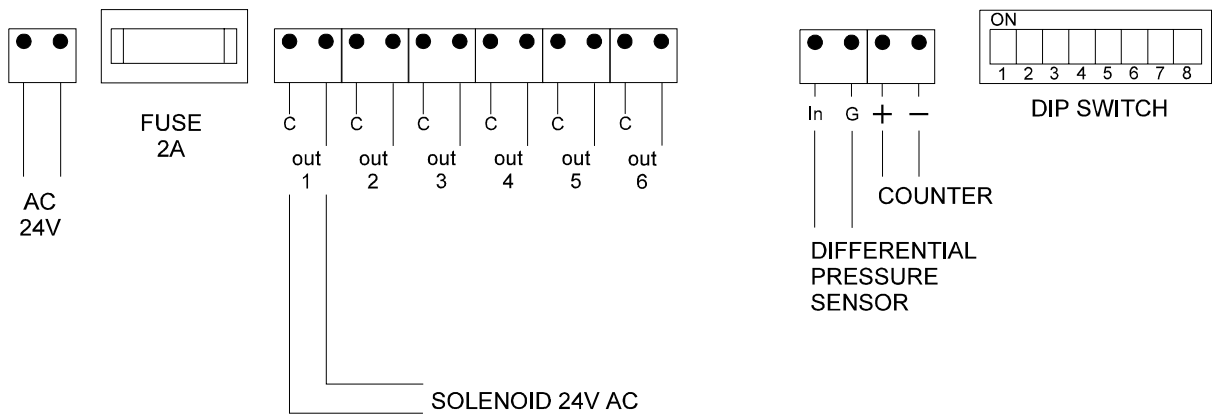 AC
24V
FUSE
2A
C C C C C C
out out out out out out
1 2 3 4 5 6
SOLENOID 24V AC
In G + −
COUNTER
DIFFERENTIAL
PRESSURE
SENSOR
ON
1 2 3 4 5 6 7 8
DIP SWITCH